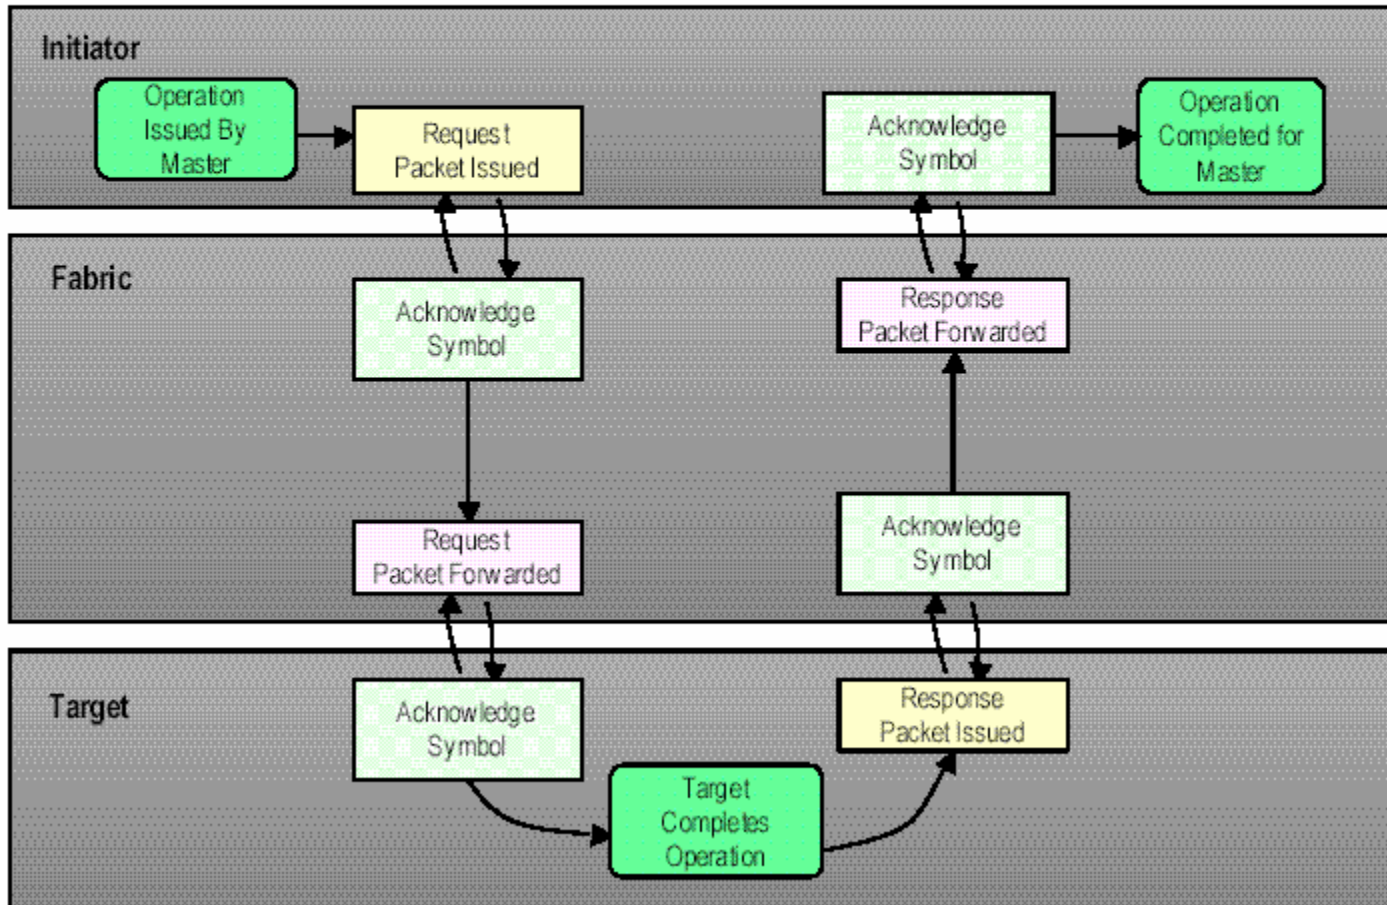 Initiator
Operation
Issued By
Master
Request
Packet Issued
Acknowledge
Symbol
Operation
Completed for
Master
Fabric
Acknowledge
Symbol
Response
Packet Forwarded
Request
Packet Forwarded
Acknowledge
Symbol
Target
Acknowledge
Symbol
Response
Packet Issued
Target
Completes
Operation